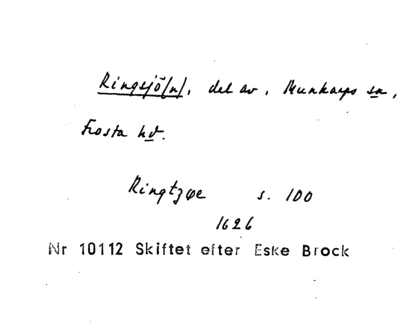 Ringsjö(n), del av, Munkarps sn,
Frosta hd.
Ringtzøe s. 100
1626
Nr 10112 Skiftet efter Eske Brock